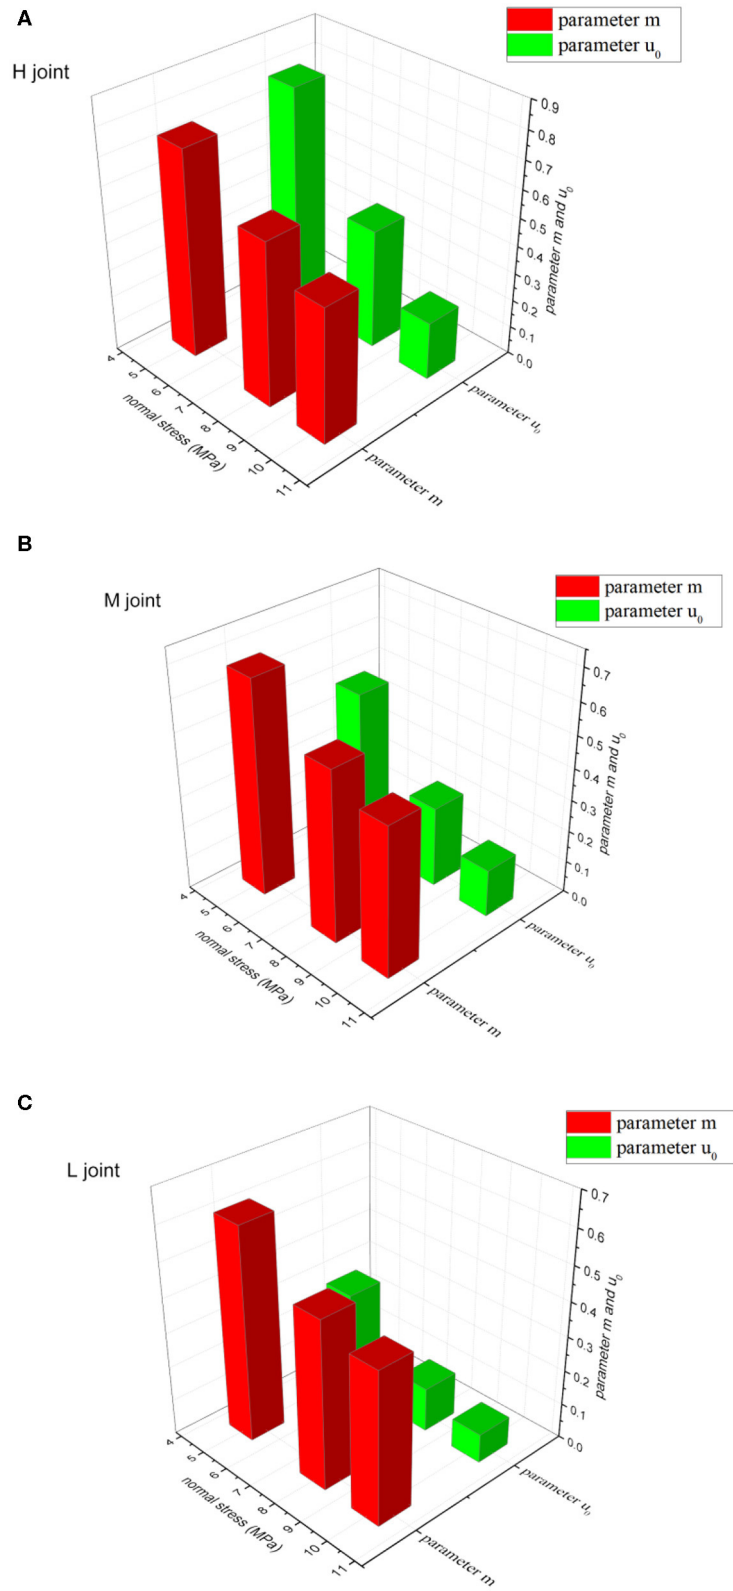 A
H joint
parameter m
parameter u₀
0.9
0.8
0.7
0.6
0.5
0.4
0.3
0.2
0.1
0.0
parameter m and u₀
4
5
6
7
8
9
10
11
normal stress (MPa)
parameter u₀
parameter m
B
M joint
parameter m
parameter u₀
0.7
0.6
0.5
0.4
0.3
0.2
0.1
0.0
parameter m and u₀
4
5
6
7
8
9
10
11
normal stress (MPa)
parameter u₀
parameter m
C
L joint
parameter m
parameter u₀
0.7
0.6
0.5
0.4
0.3
0.2
0.1
0.0
parameter m and u₀
4
5
6
7
8
9
10
11
normal stress (MPa)
parameter u₀
parameter m